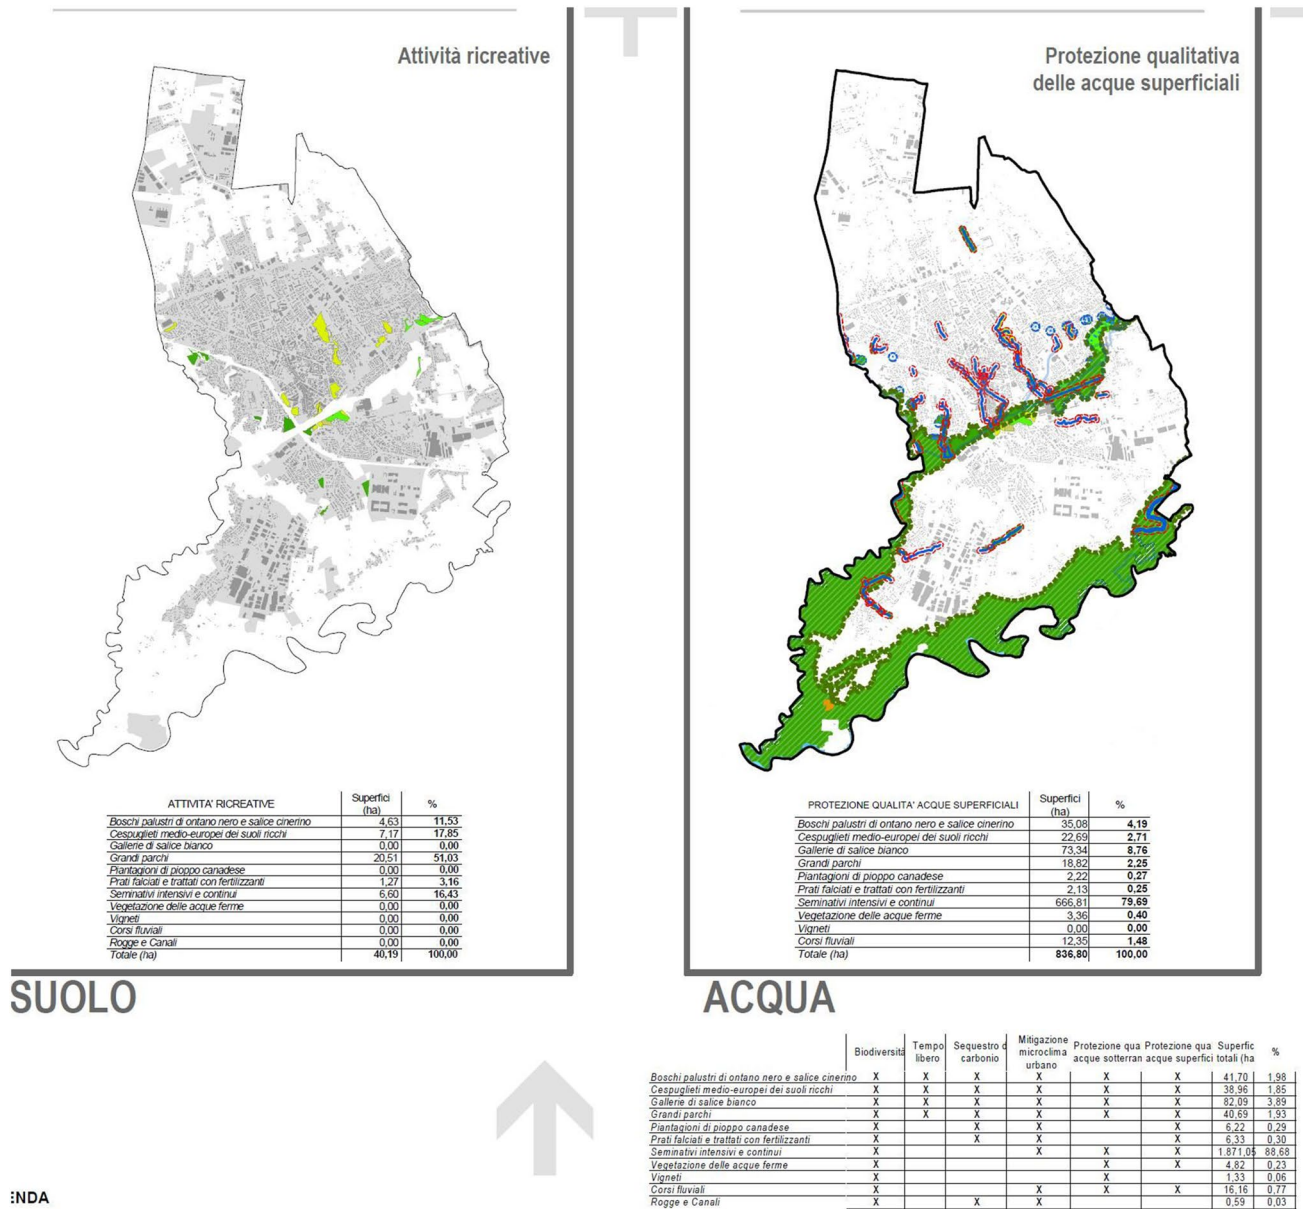 Attività ricreative
ATTIVITA' RICREATIVE Superfici (ha) %
Boschi palustri di ontano nero e salice cinerino 4,63 11,53
Cespuglieti medio-europei dei suoli ricchi 7,17 17,85
Gallerie di salice bianco 0,00 0,00
Grandi parchi 20,51 51,03
Piantagioni di pioppo canadese 0,00 0,00
Prati falciati e trattati con fertilizzanti 1,27 3,16
Seminativi intensivi e continui 6,60 16,43
Vegetazione delle acque ferme 0,00 0,00
Vigneti 0,00 0,00
Corsi fluviali 0,00 0,00
Rogge e Canali 0,00 0,00
Totale (ha) 40,19 100,00
SUOLO
Protezione qualitativa
delle acque superficiali
PROTEZIONE QUALITA' ACQUE SUPERFICIALI Superfici (ha) %
Boschi palustri di ontano nero e salice cinerino 35,08 4,19
Cespuglieti medio-europei dei suoli ricchi 22,69 2,71
Gallerie di salice bianco 73,34 8,76
Grandi parchi 18,82 2,25
Piantagioni di pioppo canadese 2,22 0,27
Prati falciati e trattati con fertilizzanti 2,13 0,25
Seminativi intensivi e continui 666,81 79,69
Vegetazione delle acque ferme 3,36 0,40
Vigneti 0,00 0,00
Corsi fluviali 12,35 1,48
Totale (ha) 836,80 100,00
ACQUA
Biodiversità Tempo libero Sequestro d carbonio Mitigazione microclima urbano Protezione qua acque sotterran Protezione qua acque superfici Superfic totali (ha %
Boschi palustri di ontano nero e salice cinerino X X X X X X 41,70 1,98
Cespuglieti medio-europei dei suoli ricchi X X X X X X 38,96 1,85
Gallerie di salice bianco X X X X X X 82,09 3,89
Grandi parchi X X X X X X 40,69 1,93
Piantagioni di pioppo canadese X X X X 6,22 0,29
Prati falciati e trattati con fertilizzanti X X X X 6,33 0,30
Seminativi intensivi e continui X X X X 1.871,05 88,68
Vegetazione delle acque ferme X X X 4,82 0,23
Vigneti X X 1,33 0,06
Corsi fluviali X X X X 16,16 0,77
Rogge e Canali X X X 0,59 0,03
ENDA